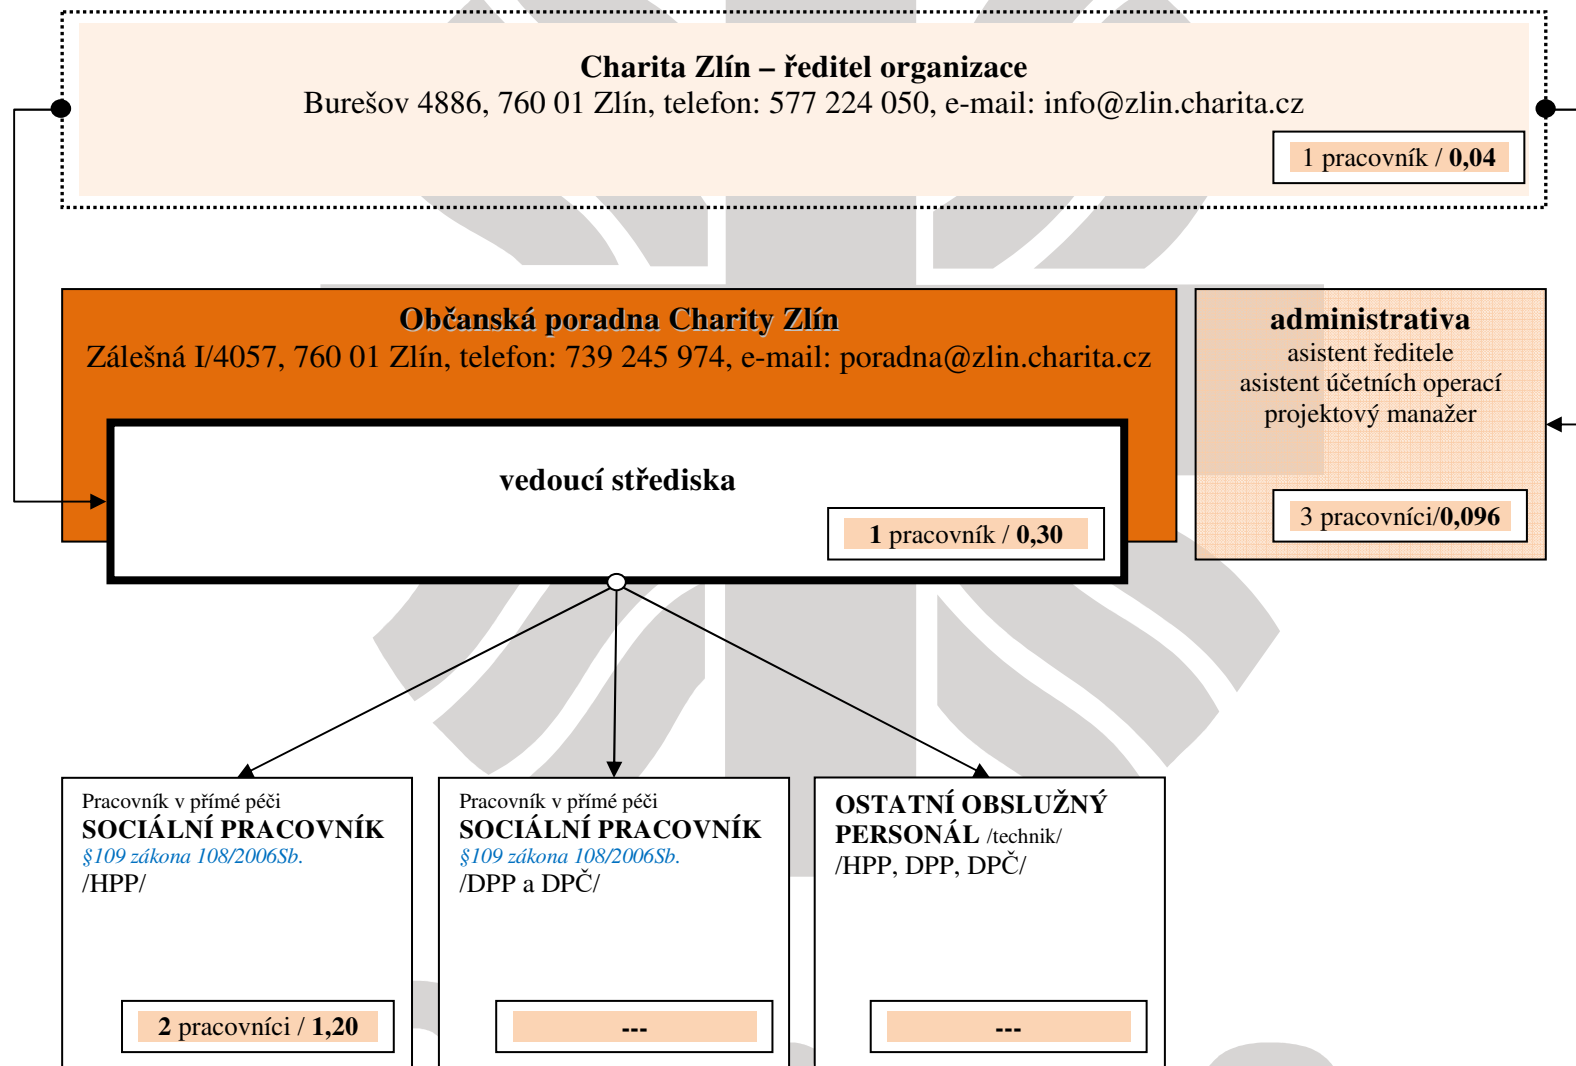 Charita Zlín – ředitel organizace
Burešov 4886, 760 01 Zlín, telefon: 577 224 050, e-mail: info@zlin.charita.cz
1 pracovník / 0,04
Občanská poradna Charity Zlín
Zálešná I/4057, 760 01 Zlín, telefon: 739 245 974, e-mail: poradna@zlin.charita.cz
vedoucí střediska
1 pracovník / 0,30
administrativa
asistent ředitele
asistent účetních operací
projektový manažer
3 pracovníci/0,096
Pracovník v přímé péči
SOCIÁLNÍ PRACOVNÍK
§109 zákona 108/2006Sb.
/HPP/
2 pracovníci / 1,20
Pracovník v přímé péči
SOCIÁLNÍ PRACOVNÍK
§109 zákona 108/2006Sb.
/DPP a DPČ/
---
OSTATNÍ OBSLUŽNÝ
PERSONÁL /technik/
/HPP, DPP, DPČ/
---